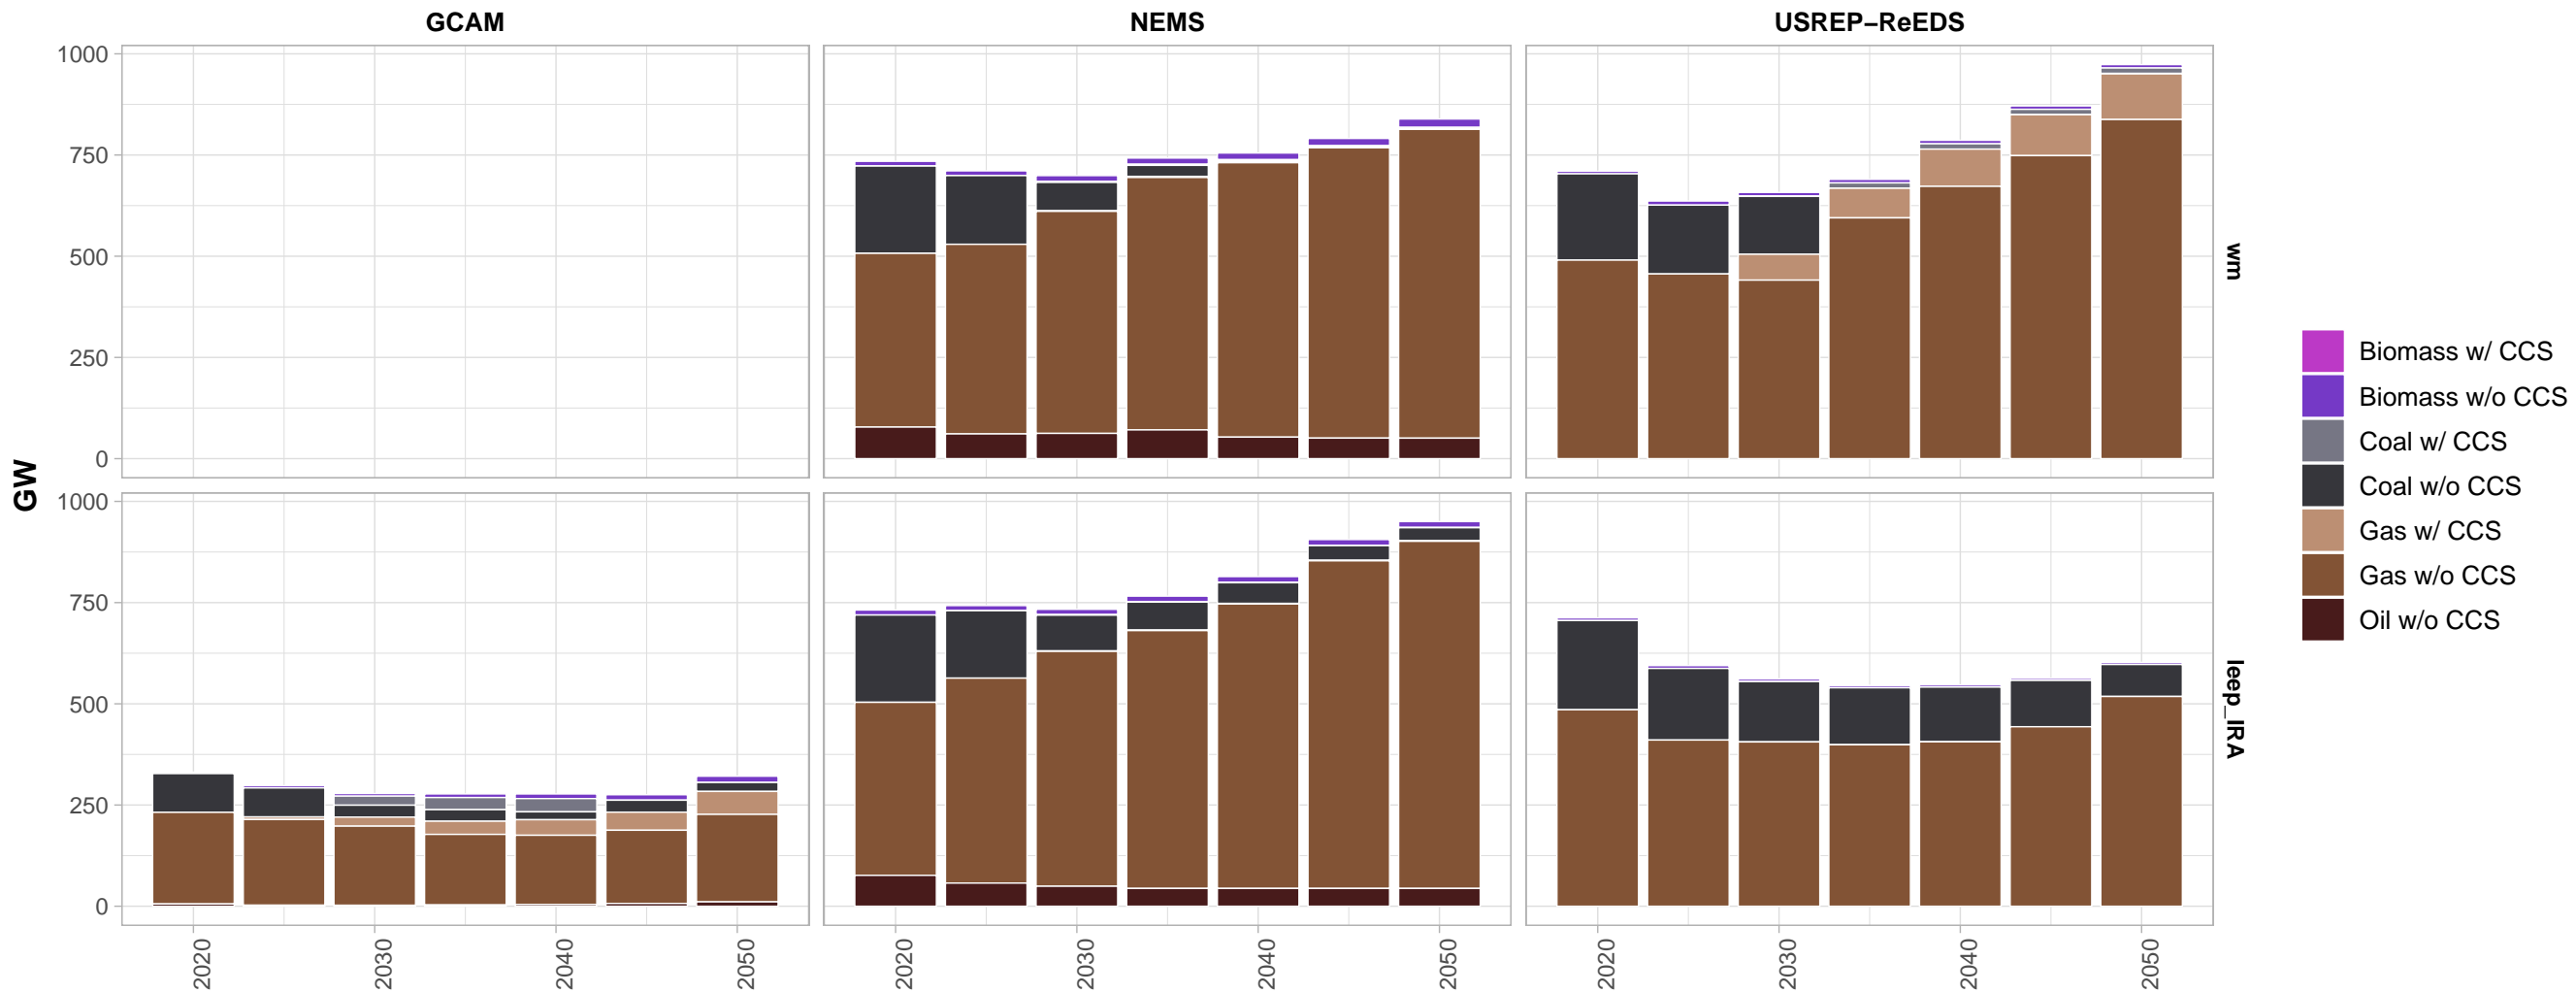 GCAM
NEMS
USREP−ReEDS
1000
750
500
250
0
wm
GW
1000
750
500
250
0
leep_IRA
2020
2030
2040
2050
2020
2030
2040
2050
2020
2030
2040
2050
Biomass w/ CCS
Biomass w/o CCS
Coal w/ CCS
Coal w/o CCS
Gas w/ CCS
Gas w/o CCS
Oil w/o CCS